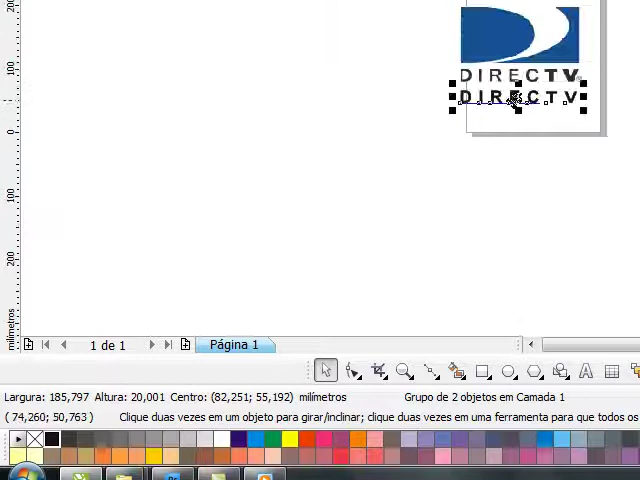 200
DIRECTV
DIRECTV
100
0
100
200
milímetros
1 de 1
Página 1
A
Largura: 185,797 Altura: 20,001 Centro: (82,251; 55,192) milímetros
Grupo de 2 objetos em Camada 1
( 74,260; 50,763 )
Clique duas vezes em um objeto para girar/inclinar; clique duas vezes em uma ferramenta para que todos os
Ps